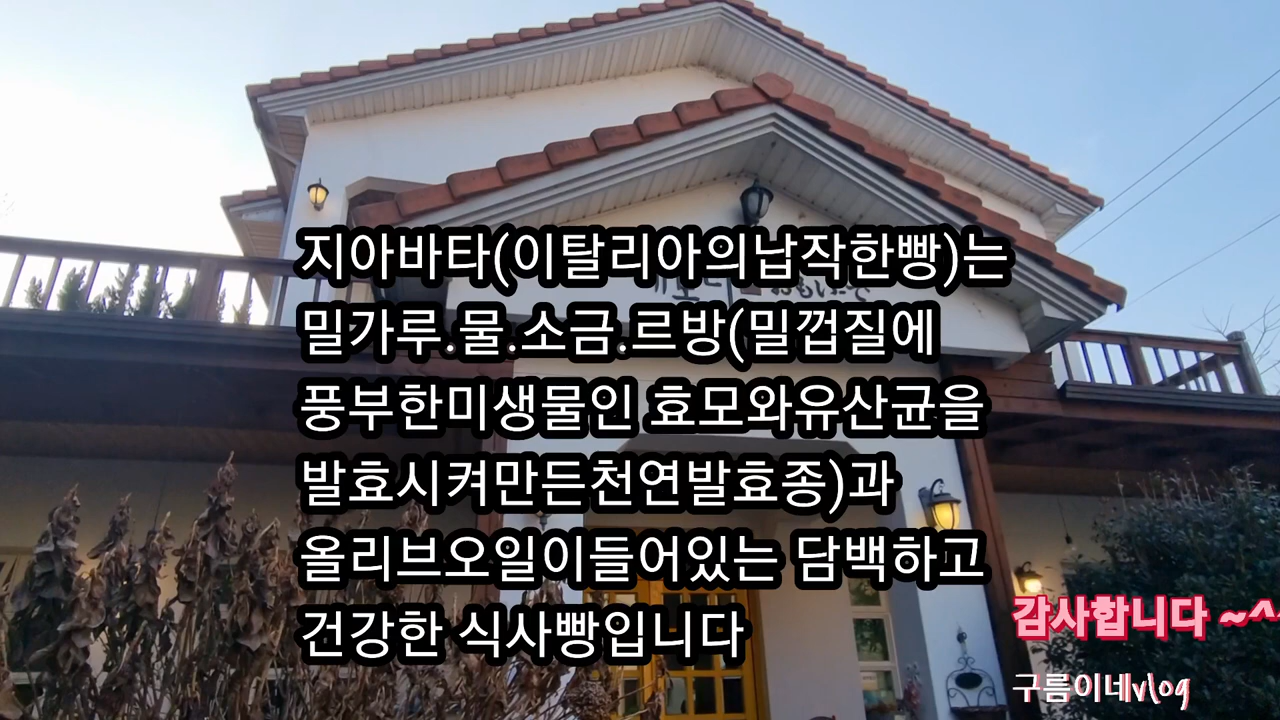 지아바타(이탈리아의납작한빵)는
밀가루.물.소금.르방(밀껍질에
풍부한미생물인 효모와유산균을
발효시켜만든천연발효종)과
올리브오일이들어있는 담백하고
건강한 식사빵입니다
감사합니다 ~^
구름이네vlog